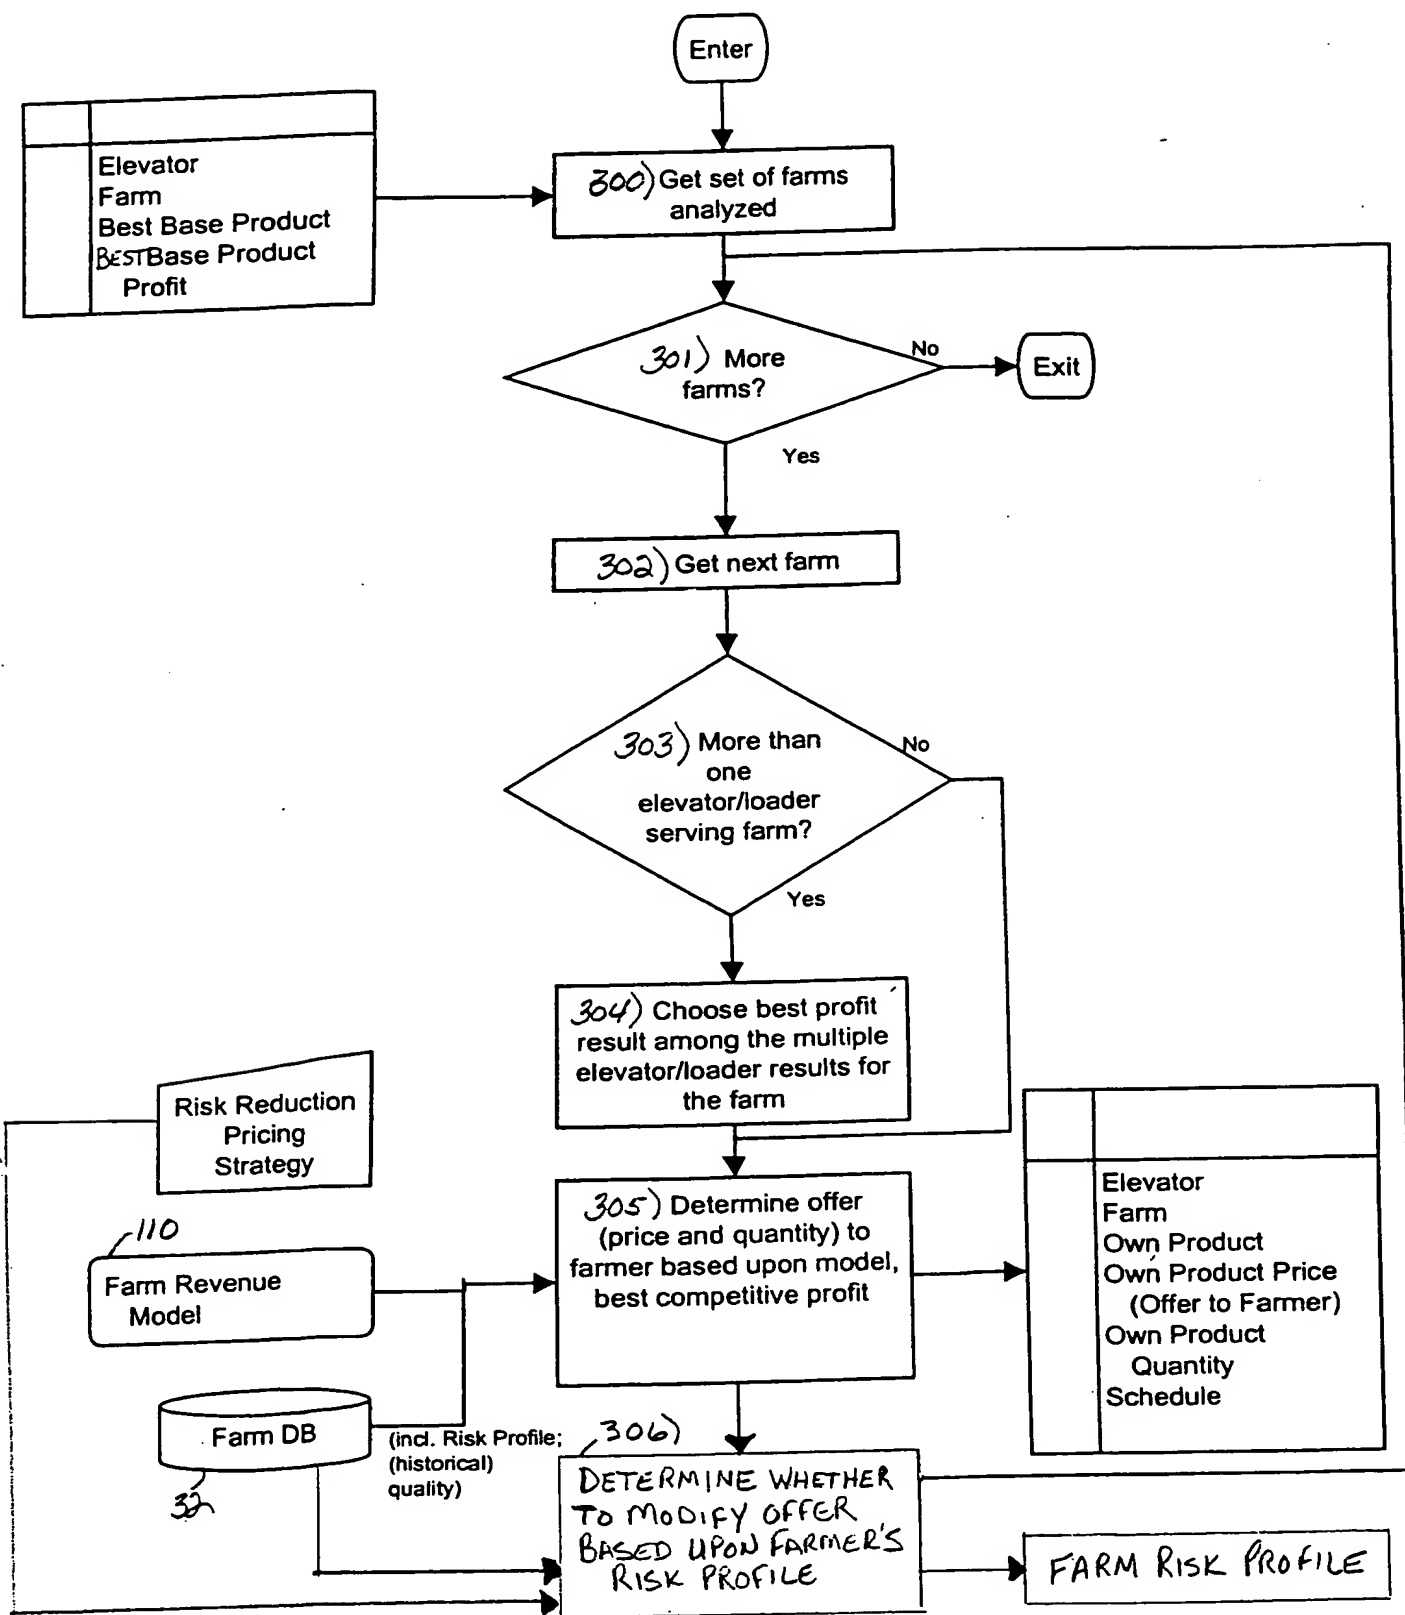 Enter
Elevator
Farm
Best Base Product
BEST Base Product
Profit
300) Get set of farms
analyzed
301) More
farms?
No
Exit
Yes
302) Get next farm
303) More than
one
elevator/loader
serving farm?
No
Yes
304) Choose best profit
result among the multiple
elevator/loader results for
the farm
Risk Reduction
Pricing
Strategy
110
Farm Revenue
Model
305) Determine offer
(price and quantity) to
farmer based upon model,
best competitive profit
Elevator
Farm
Own Product
Own Product Price
(Offer to Farmer)
Own Product
Quantity
Schedule
Farm DB
32
(incl. Risk Profile;
(historical)
quality)
306)
DETERMINE WHETHER
TO MODIFY OFFER
BASED UPON FARMER'S
RISK PROFILE
FARM RISK PROFILE